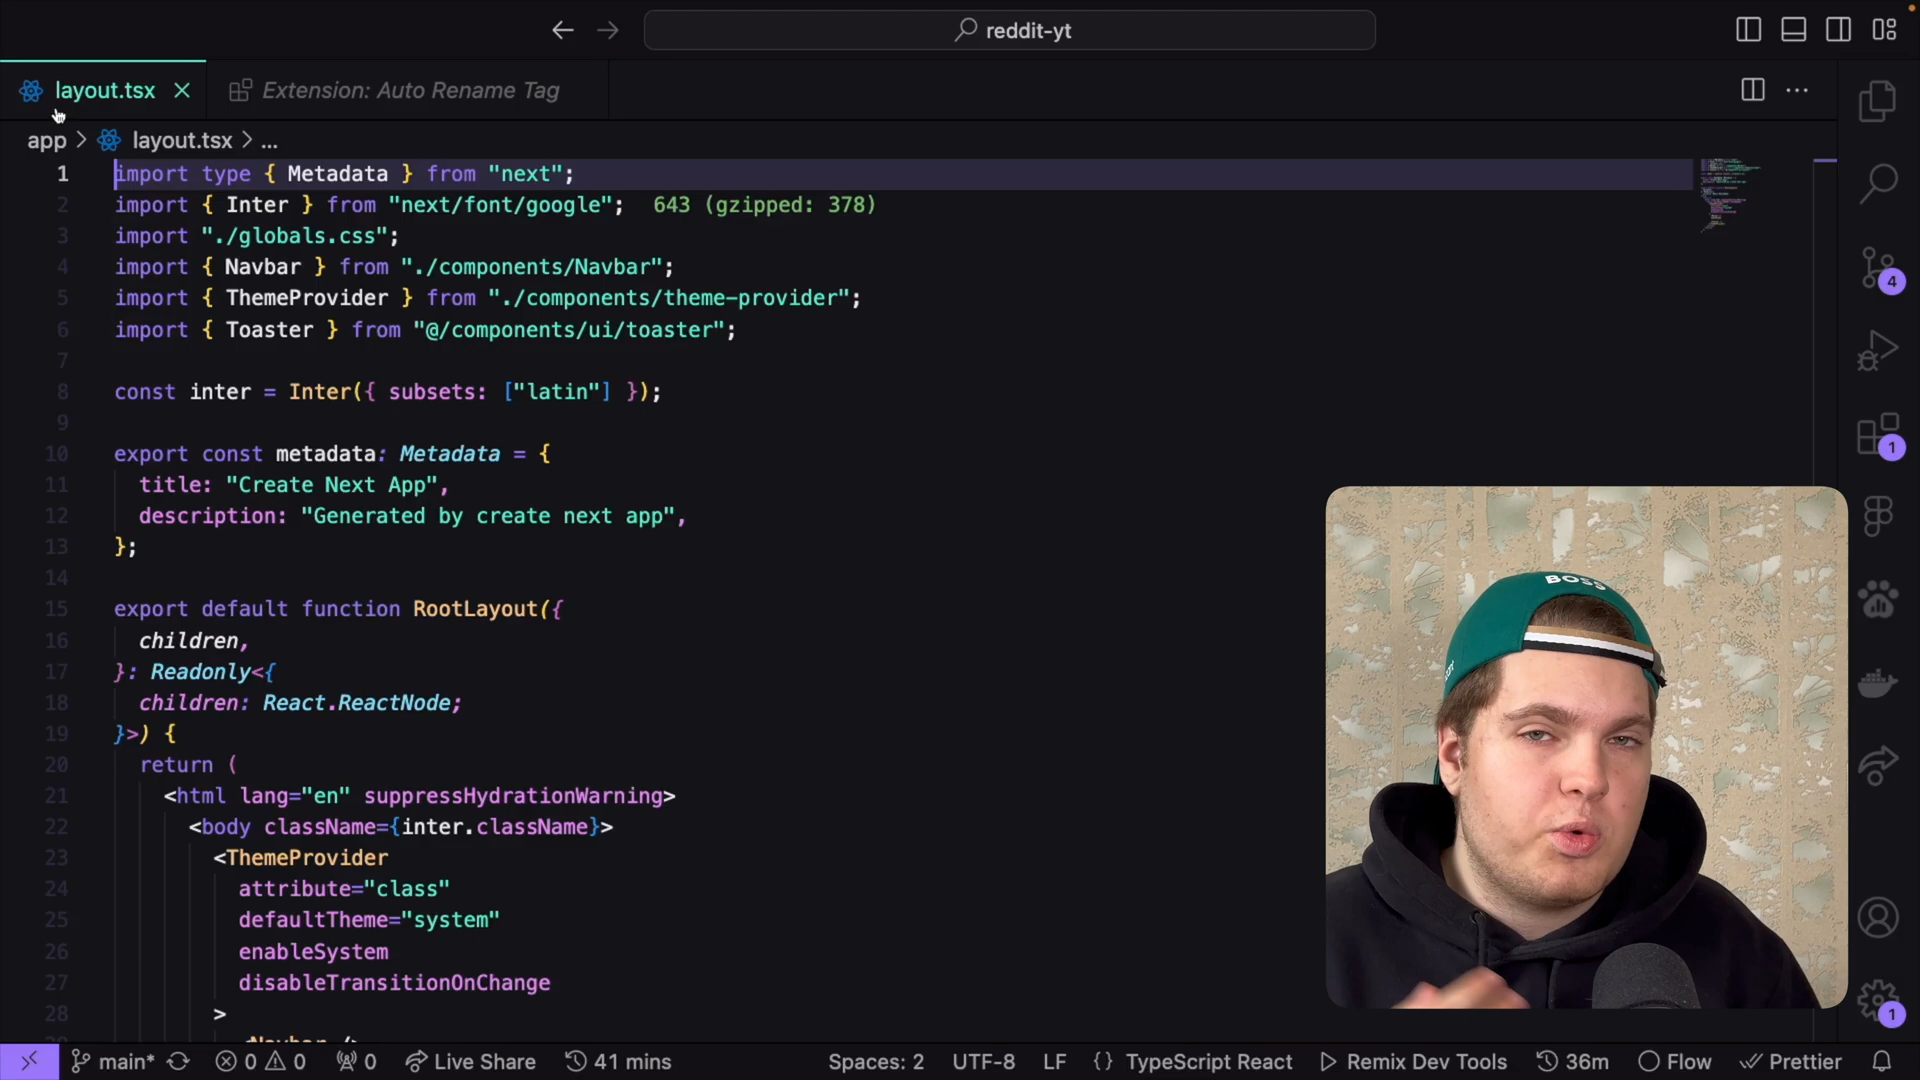 reddit-yt
layout.tsx
Extension: Auto Rename Tag
app > layout.tsx > ...
1 import type { Metadata } from "next";
2 import { Inter } from "next/font/google"; 643 (gzipped: 378)
3 import "./globals.css";
4 import { Navbar } from "./components/Navbar";
5 import { ThemeProvider } from "./components/theme-provider";
6 import { Toaster } from "@/components/ui/toaster";
7
8 const inter = Inter({ subsets: ["latin"] });
9
10 export const metadata: Metadata = {
11 title: "Create Next App",
12 description: "Generated by create next app",
13 };
14
15 export default function RootLayout({
16 children,
17 }: Readonly<{
18 children: React.ReactNode;
19 }>) {
20 return (
21 <html lang="en" suppressHydrationWarning>
22 <body className={inter.className}>
23 <ThemeProvider
24 attribute="class"
25 defaultTheme="system"
26 enableSystem
27 disableTransitionOnChange
28 >
<Navbar />
4
1
1
BOSS
main* 0 0 0 Live Share 41 mins Spaces: 2 UTF-8 LF {} TypeScript React Remix Dev Tools 36m Flow Prettier